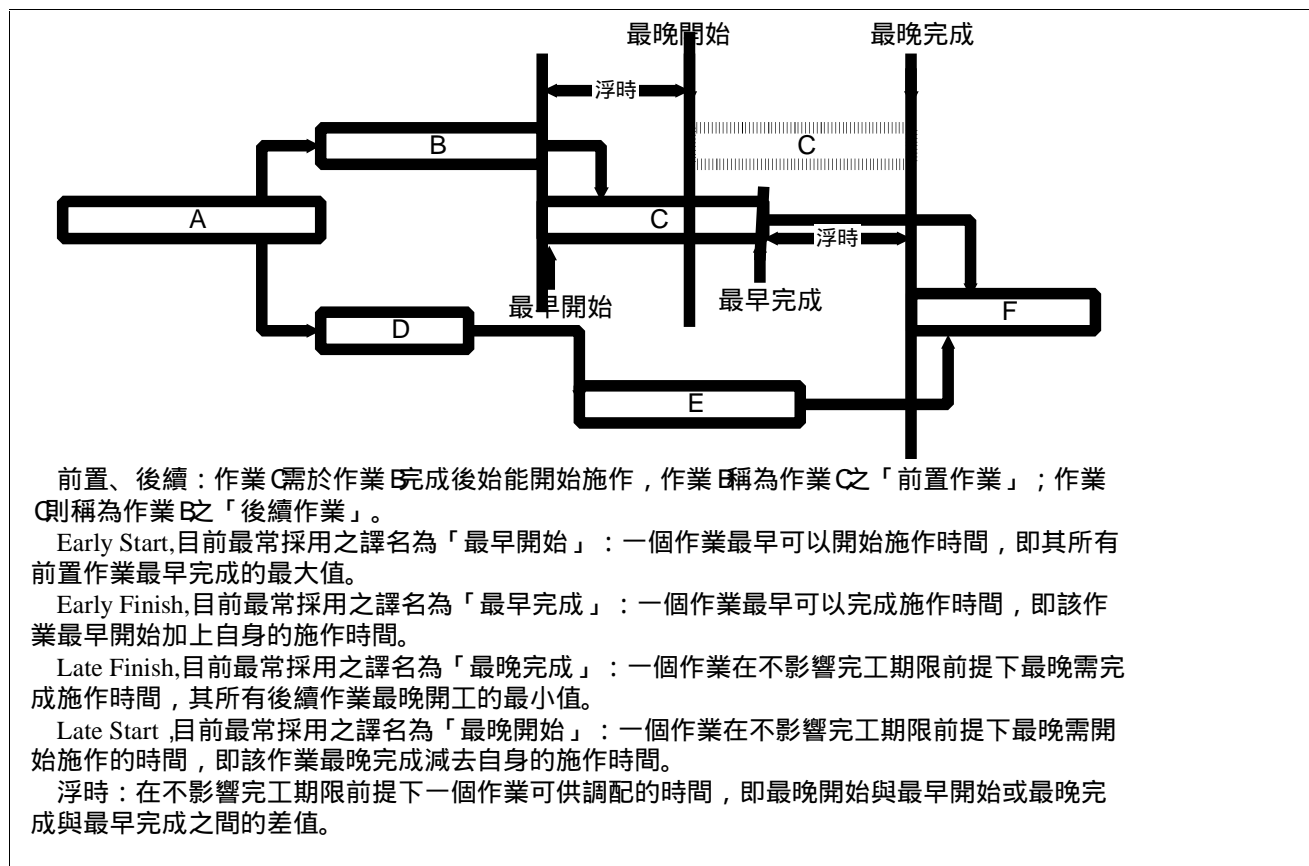 最晚開始 最晚完成
浮時
B C
A C
浮時
最早開始 最早完成
D F
E
前置、後續：作業C需於作業B完成後始能開始施作，作業B稱為作業C之「前置作業」；作業
C則稱為作業B之「後續作業」。
Early Start,目前最常採用之譯名為「最早開始」：一個作業最早可以開始施作時間，即其所有
前置作業最早完成的最大值。
Early Finish,目前最常採用之譯名為「最早完成」：一個作業最早可以完成施作時間，即該作
業最早開始加上自身的施作時間。
Late Finish,目前最常採用之譯名為「最晚完成」：一個作業在不影響完工期限前提下最晚需完
成施作時間，其所有後續作業最晚開工的最小值。
Late Start ,目前最常採用之譯名為「最晚開始」：一個作業在不影響完工期限前提下最晚需開
始施作的時間，即該作業最晚完成減去自身的施作時間。
浮時：在不影響完工期限前提下一個作業可供調配的時間，即最晚開始與最早開始或最晚完
成與最早完成之間的差值。